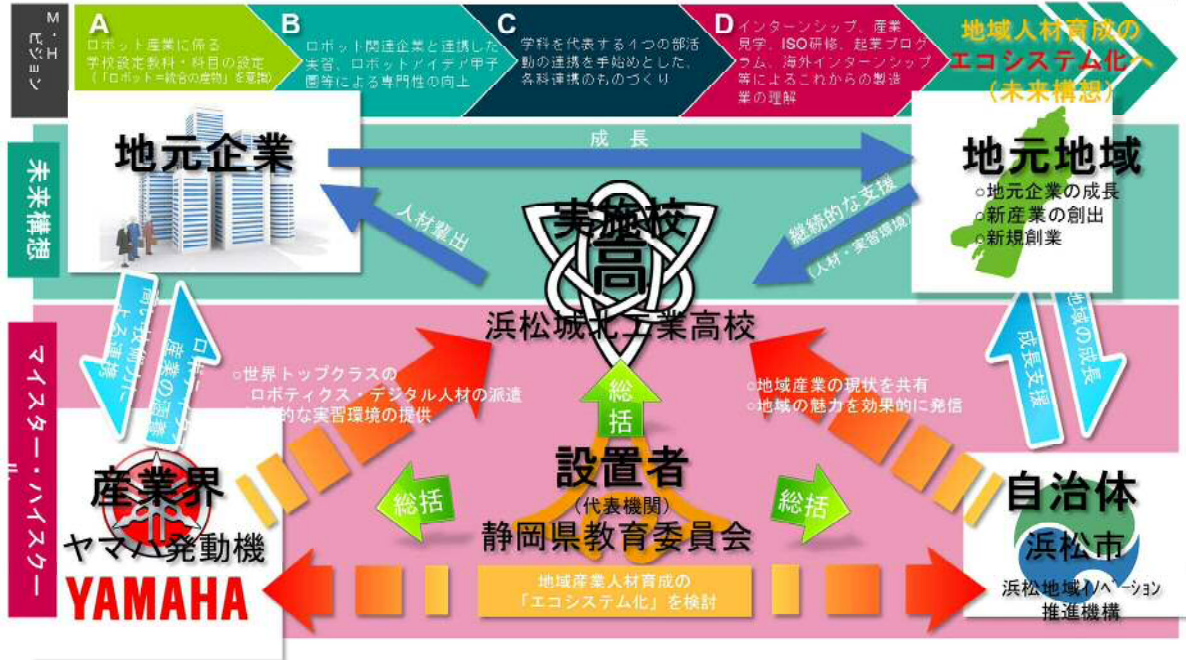 M・H
ビジョン
A
ロボット産業に係る
学校設定教科・科目の設定
(「ロボット=統合の産物」を意識)
B
ロボット関連企業と連携した
実習、ロボットアイデア甲子
園等による専門性の向上
C
学科を代表する4つの部活
動の連携を手始めとした、
各科連携のものづくり
D
インターンシップ、産業
見学、ISO研修、起業プログ
ラム、海外インターンシップ
等によるこれからの製造
業の理解
地域人材育成の
エコシステム化へ
(未来構想)
未来構想
地元企業
成長
地元地域
○地元企業の成長
○新産業の創出
○新規創業
人材輩出
実施校
高
浜松城北工業高校
継続的な支援
(人材・実習環境)
高い技術力に
よる連携
産業の涵養
地域の成長
成長支援
マイスター・ハイスクー
○世界トップクラスの
ロボティクス・デジタル人材の派遣
的な実習環境の提供
○地域産業の現状を共有
○地域の魅力を効果的に発信
総括
産業界
ヤマハ発動機
YAMAHA
総括
設置者
(代表機関)
静岡県教育委員会
総括
自治体
浜松市
浜松地域イノベーション
推進機構
地域産業人材育成の
「エコシステム化」を検討